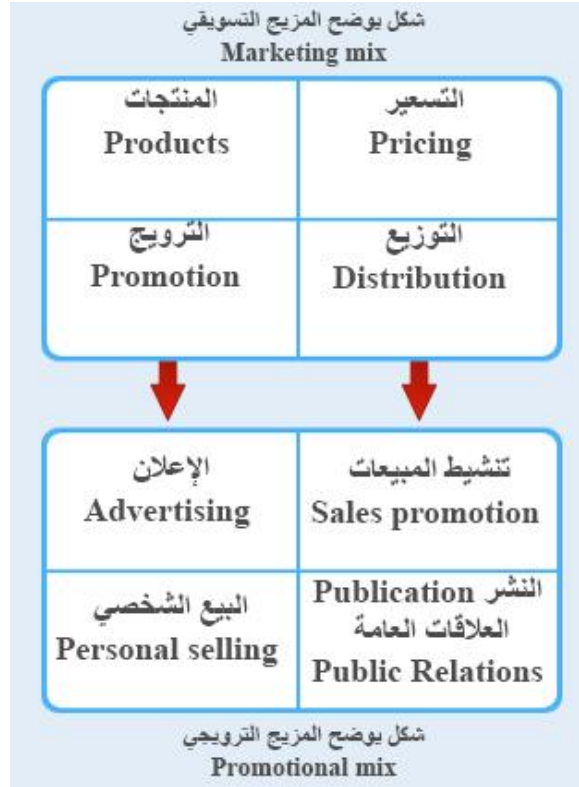 شكل يوضح المزيج التسويقي
Marketing mix
المنتجات
Products
التسعير
Pricing
الترويج
Promotion
التوزيع
Distribution
الإعلان
Advertising
تنشيط المبيعات
Sales promotion
البيع الشخصي
Personal selling
النشر Publication
العلاقات العامة
Public Relations
شكل يوضح المزيج الترويجي
Promotional mix